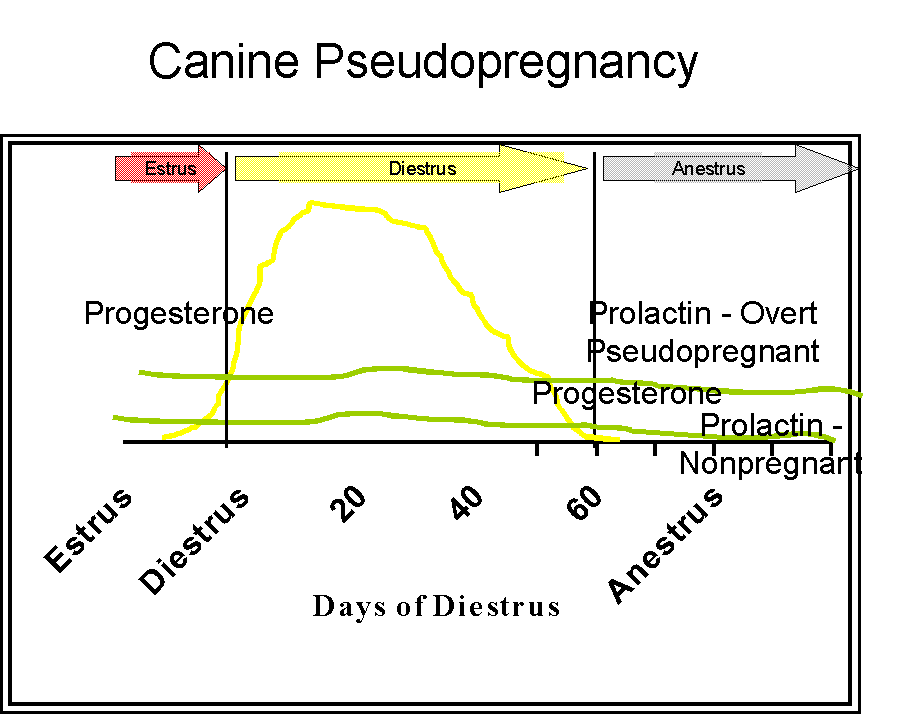 Canine Pseudopregnancy
Estrus
Diestrus
Anestrus
Progesterone
Prolactin - Overt
Pseudopregnant
Progesterone
Prolactin -
Nonpregnant
Estrus
Diestrus
20
40
60
Anestrus
Days of Diestrus